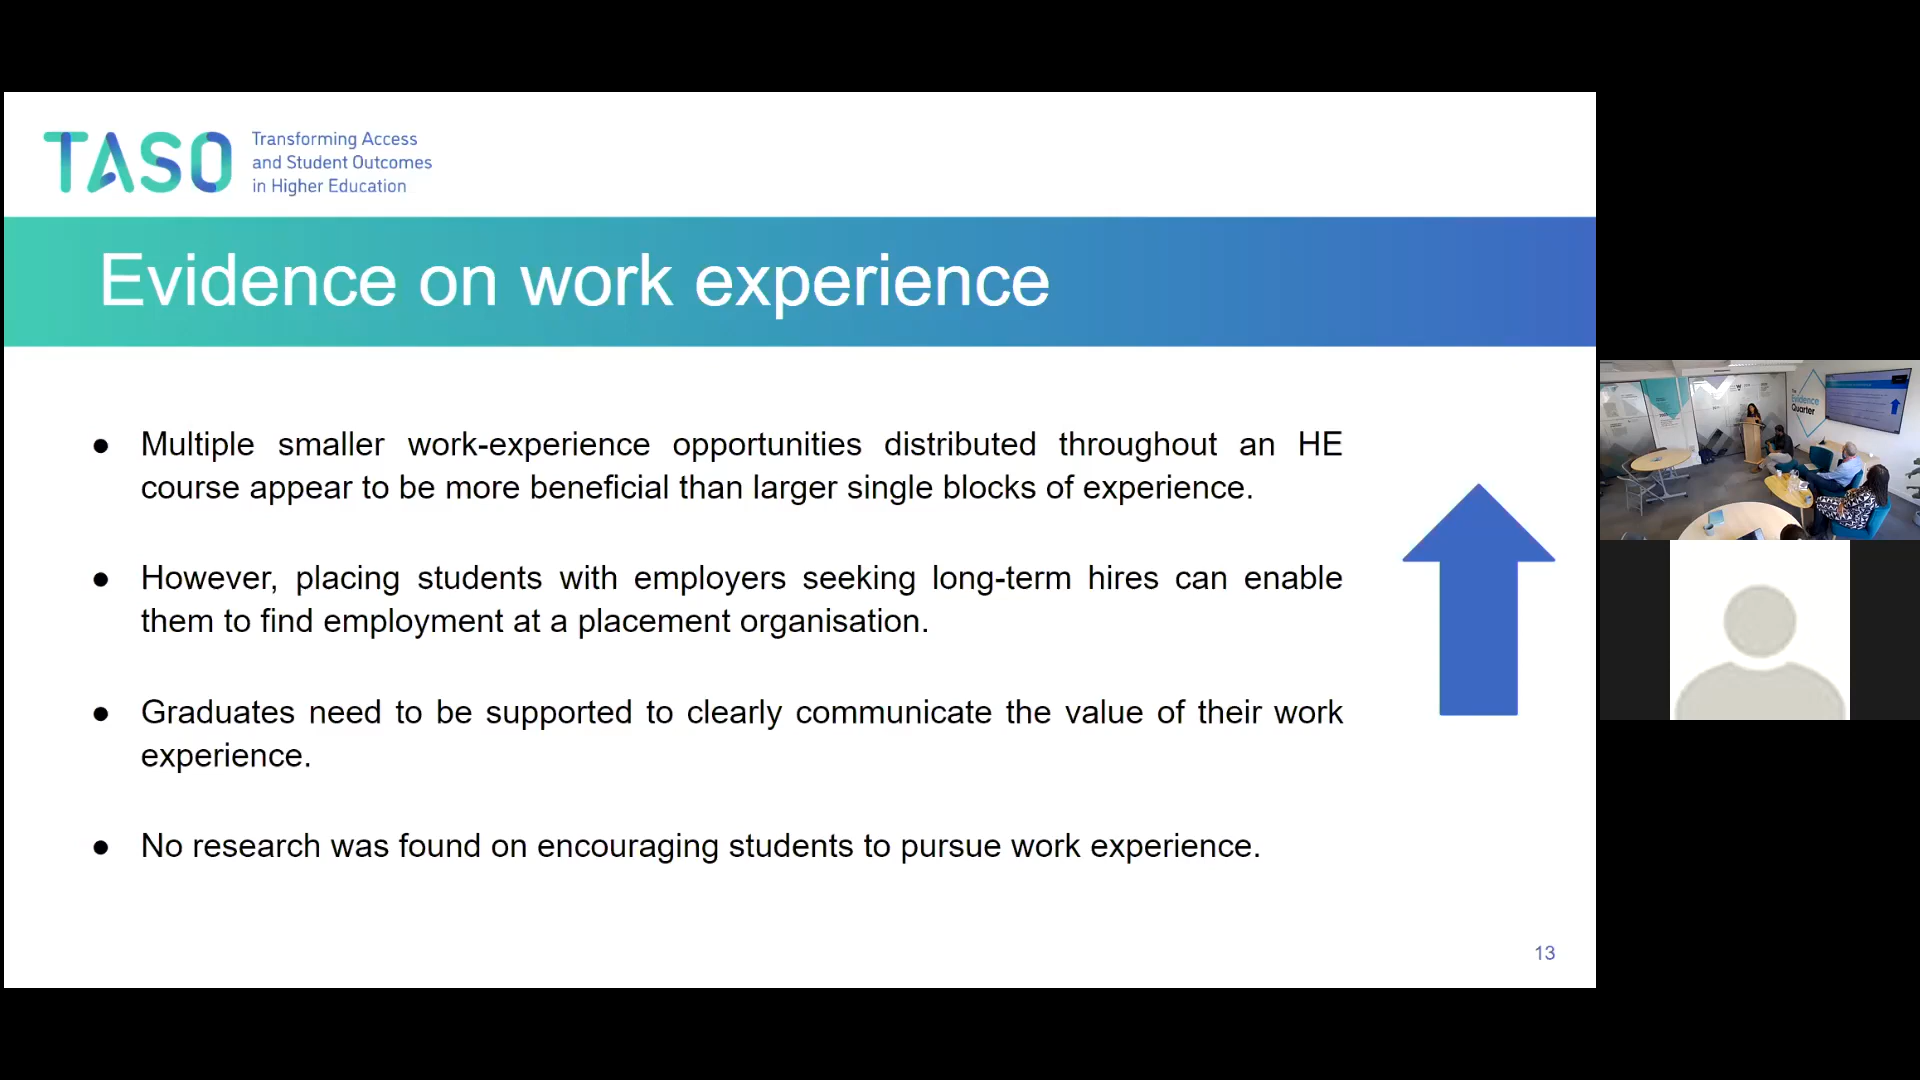 TASO
Transforming Access
and Student Outcomes
in Higher Education
Evidence on work experience
● Multiple smaller work-experience opportunities distributed throughout an HE
course appear to be more beneficial than larger single blocks of experience.
● However, placing students with employers seeking long-term hires can enable
them to find employment at a placement organisation.
● Graduates need to be supported to clearly communicate the value of their work
experience.
● No research was found on encouraging students to pursue work experience.
13
Evidence
Quarter